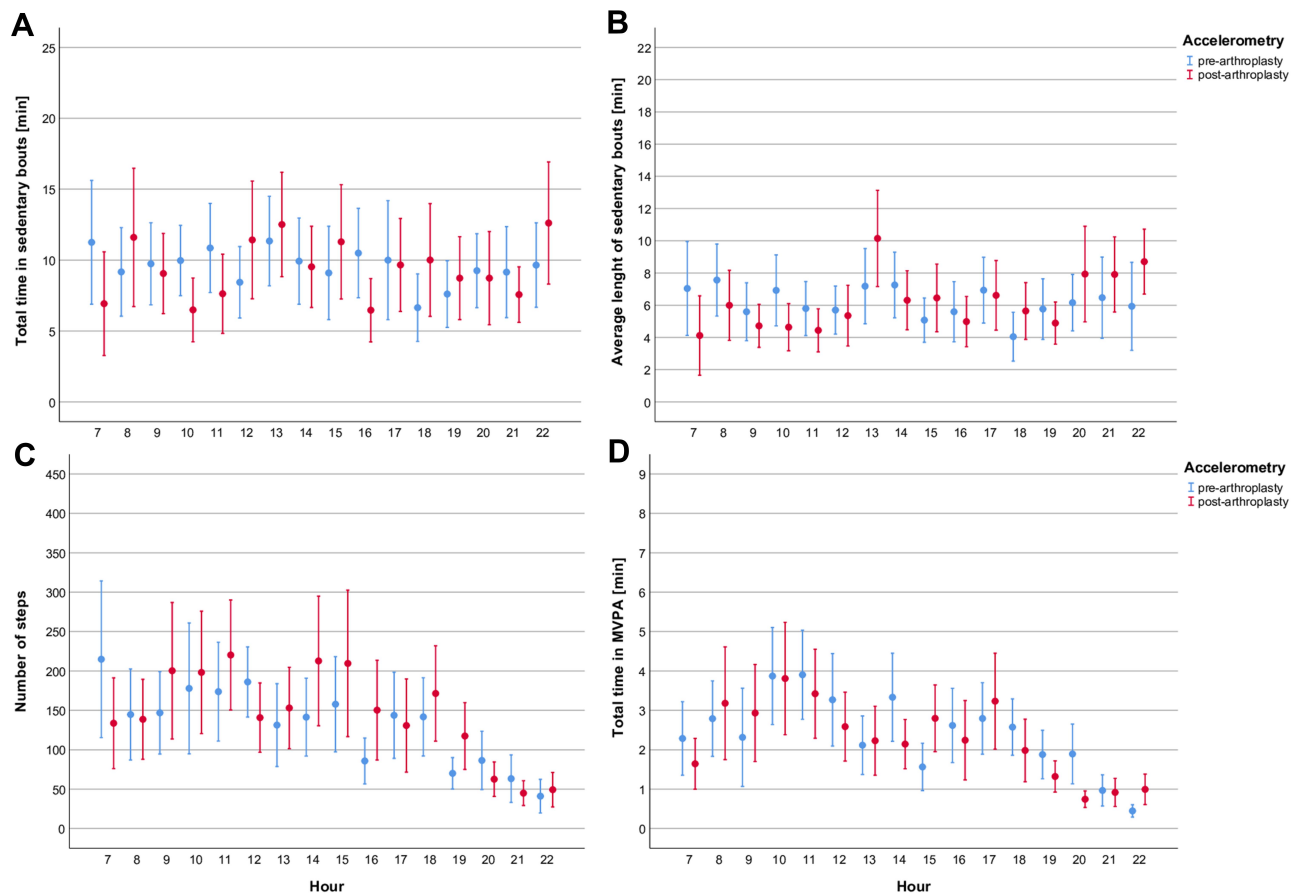 A
Total time in sedentary bouts [min]
25
20
15
10
5
0
7 8 9 10 11 12 13 14 15 16 17 18 19 20 21 22
B
Average lenght of sedentary bouts [min]
22
20
18
16
14
12
10
8
6
4
2
0
7 8 9 10 11 12 13 14 15 16 17 18 19 20 21 22
Accelerometry
pre-arthroplasty
post-arthroplasty
C
Number of steps
450
400
350
300
250
200
150
100
50
0
7 8 9 10 11 12 13 14 15 16 17 18 19 20 21 22
Hour
D
Total time in MVPA [min]
9
8
7
6
5
4
3
2
1
0
7 8 9 10 11 12 13 14 15 16 17 18 19 20 21 22
Hour
Accelerometry
pre-arthroplasty
post-arthroplasty